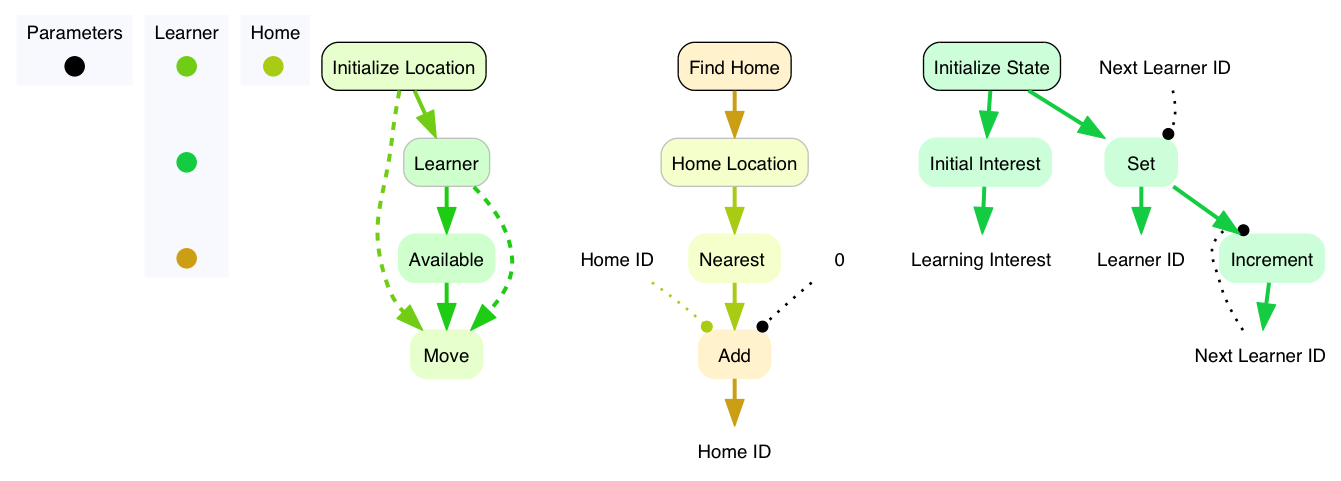 Parameters
Learner
Home
Initialize Location
Find Home
Initialize State
Next Learner ID
Learner
Home Location
Initial Interest
Set
Available
Home ID
Nearest
0
Learning Interest
Learner ID
Increment
Move
Add
Next Learner ID
Home ID